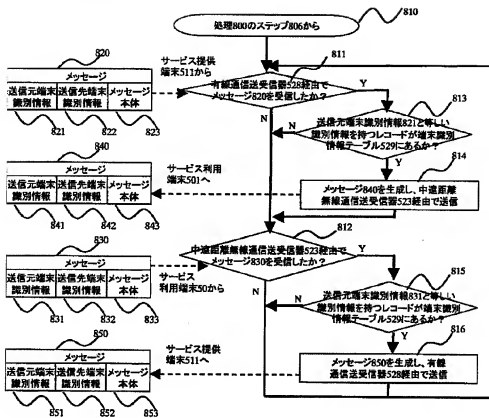 810
処理800のステップ806から
820
メッセージ
送信元端末
識別情報
送信先端末
識別情報
メッセージ
本体
821
822
823
サービス提供
端末511から
811
有線通信送受信器528経由で
メッセージ820を受信したか?
Y
N
813
送信元端末識別情報821と等しい
識別情報を持つレコードが端末識別
情報テーブル529にあるか?
N
Y
814
メッセージ840を生成し、中遠距離
無線通信送受信器523経由で送信
840
メッセージ
送信元端末
識別情報
送信先端末
識別情報
メッセージ
本体
841
842
843
サービス利用
端末501へ
812
中遠距離無線通信送受信器523経由で
メッセージ830を受信したか?
Y
N
830
メッセージ
送信元端末
識別情報
送信先端末
識別情報
メッセージ
本体
831
832
833
サービス
利用端末50から
815
送信元端末識別情報831と等しい
識別情報を持つレコードが端末識別
情報テーブル529にあるか?
N
Y
816
メッセージ850を生成し、有線
通信送受信器528経由で送信
850
メッセージ
送信元端末
識別情報
送信先端末
識別情報
メッセージ
本体
851
852
853
サービス提供
端末511へ